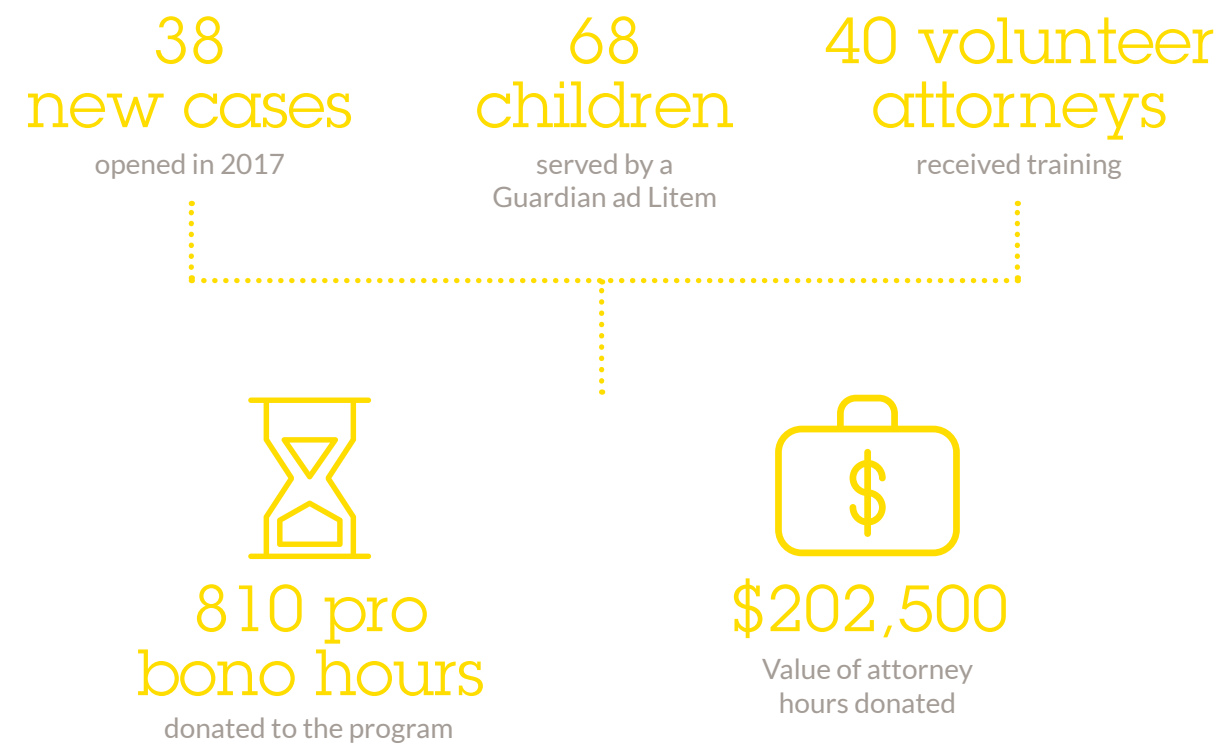 38
new cases
opened in 2017
68
children
served by a
Guardian ad Litem
40 volunteer
attorneys
received training
810 pro
bono hours
donated to the program
$
$202,500
Value of attorney
hours donated